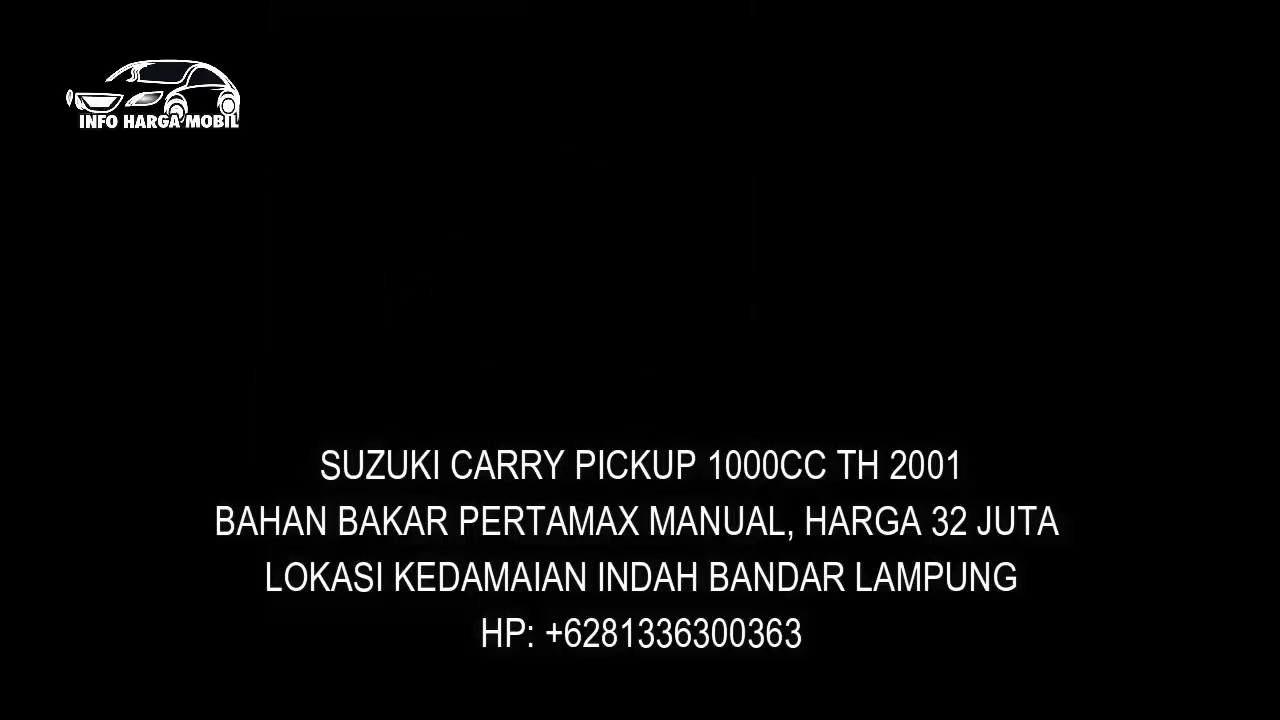 INFO HARGA MOBIL
SUZUKI CARRY PICKUP 1000CC TH 2001
BAHAN BAKAR PERTAMAX MANUAL, HARGA 32 JUTA
LOKASI KEDAMAIAN INDAH BANDAR LAMPUNG
HP: +6281336300363